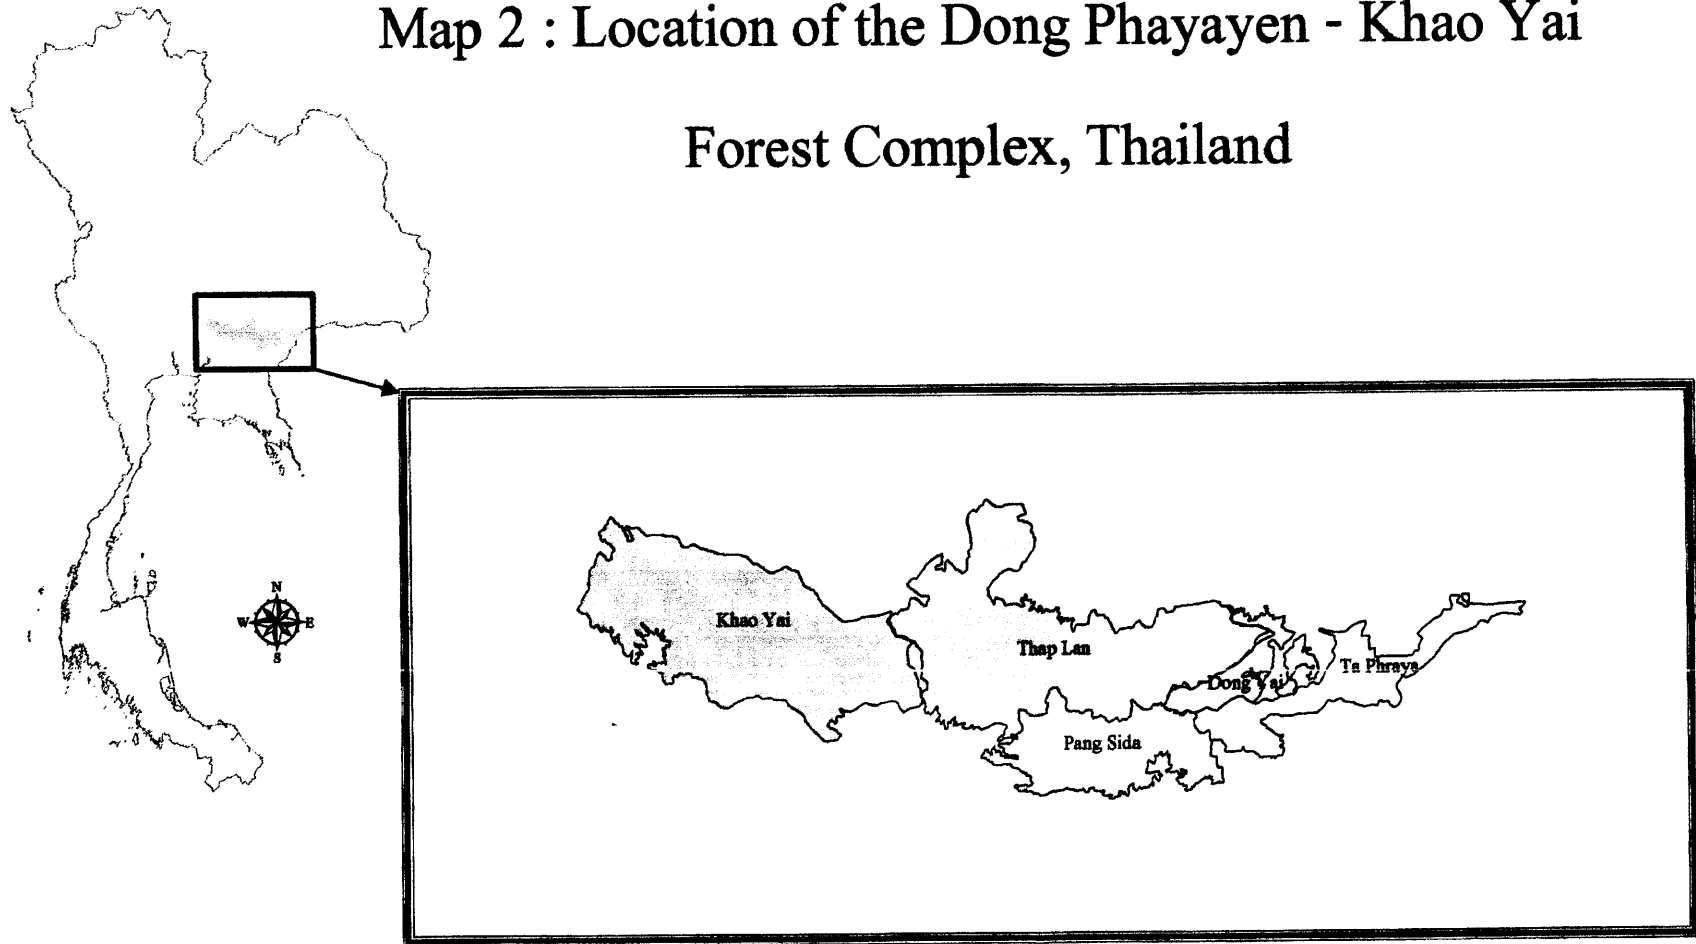 Map 2 : Location of the Dong Phayayen - Khao Yai
Forest Complex, Thailand
N
W E
S
Khao Yai
Thap Lan
Ta Phraya
Dong Yai
Pang Sida